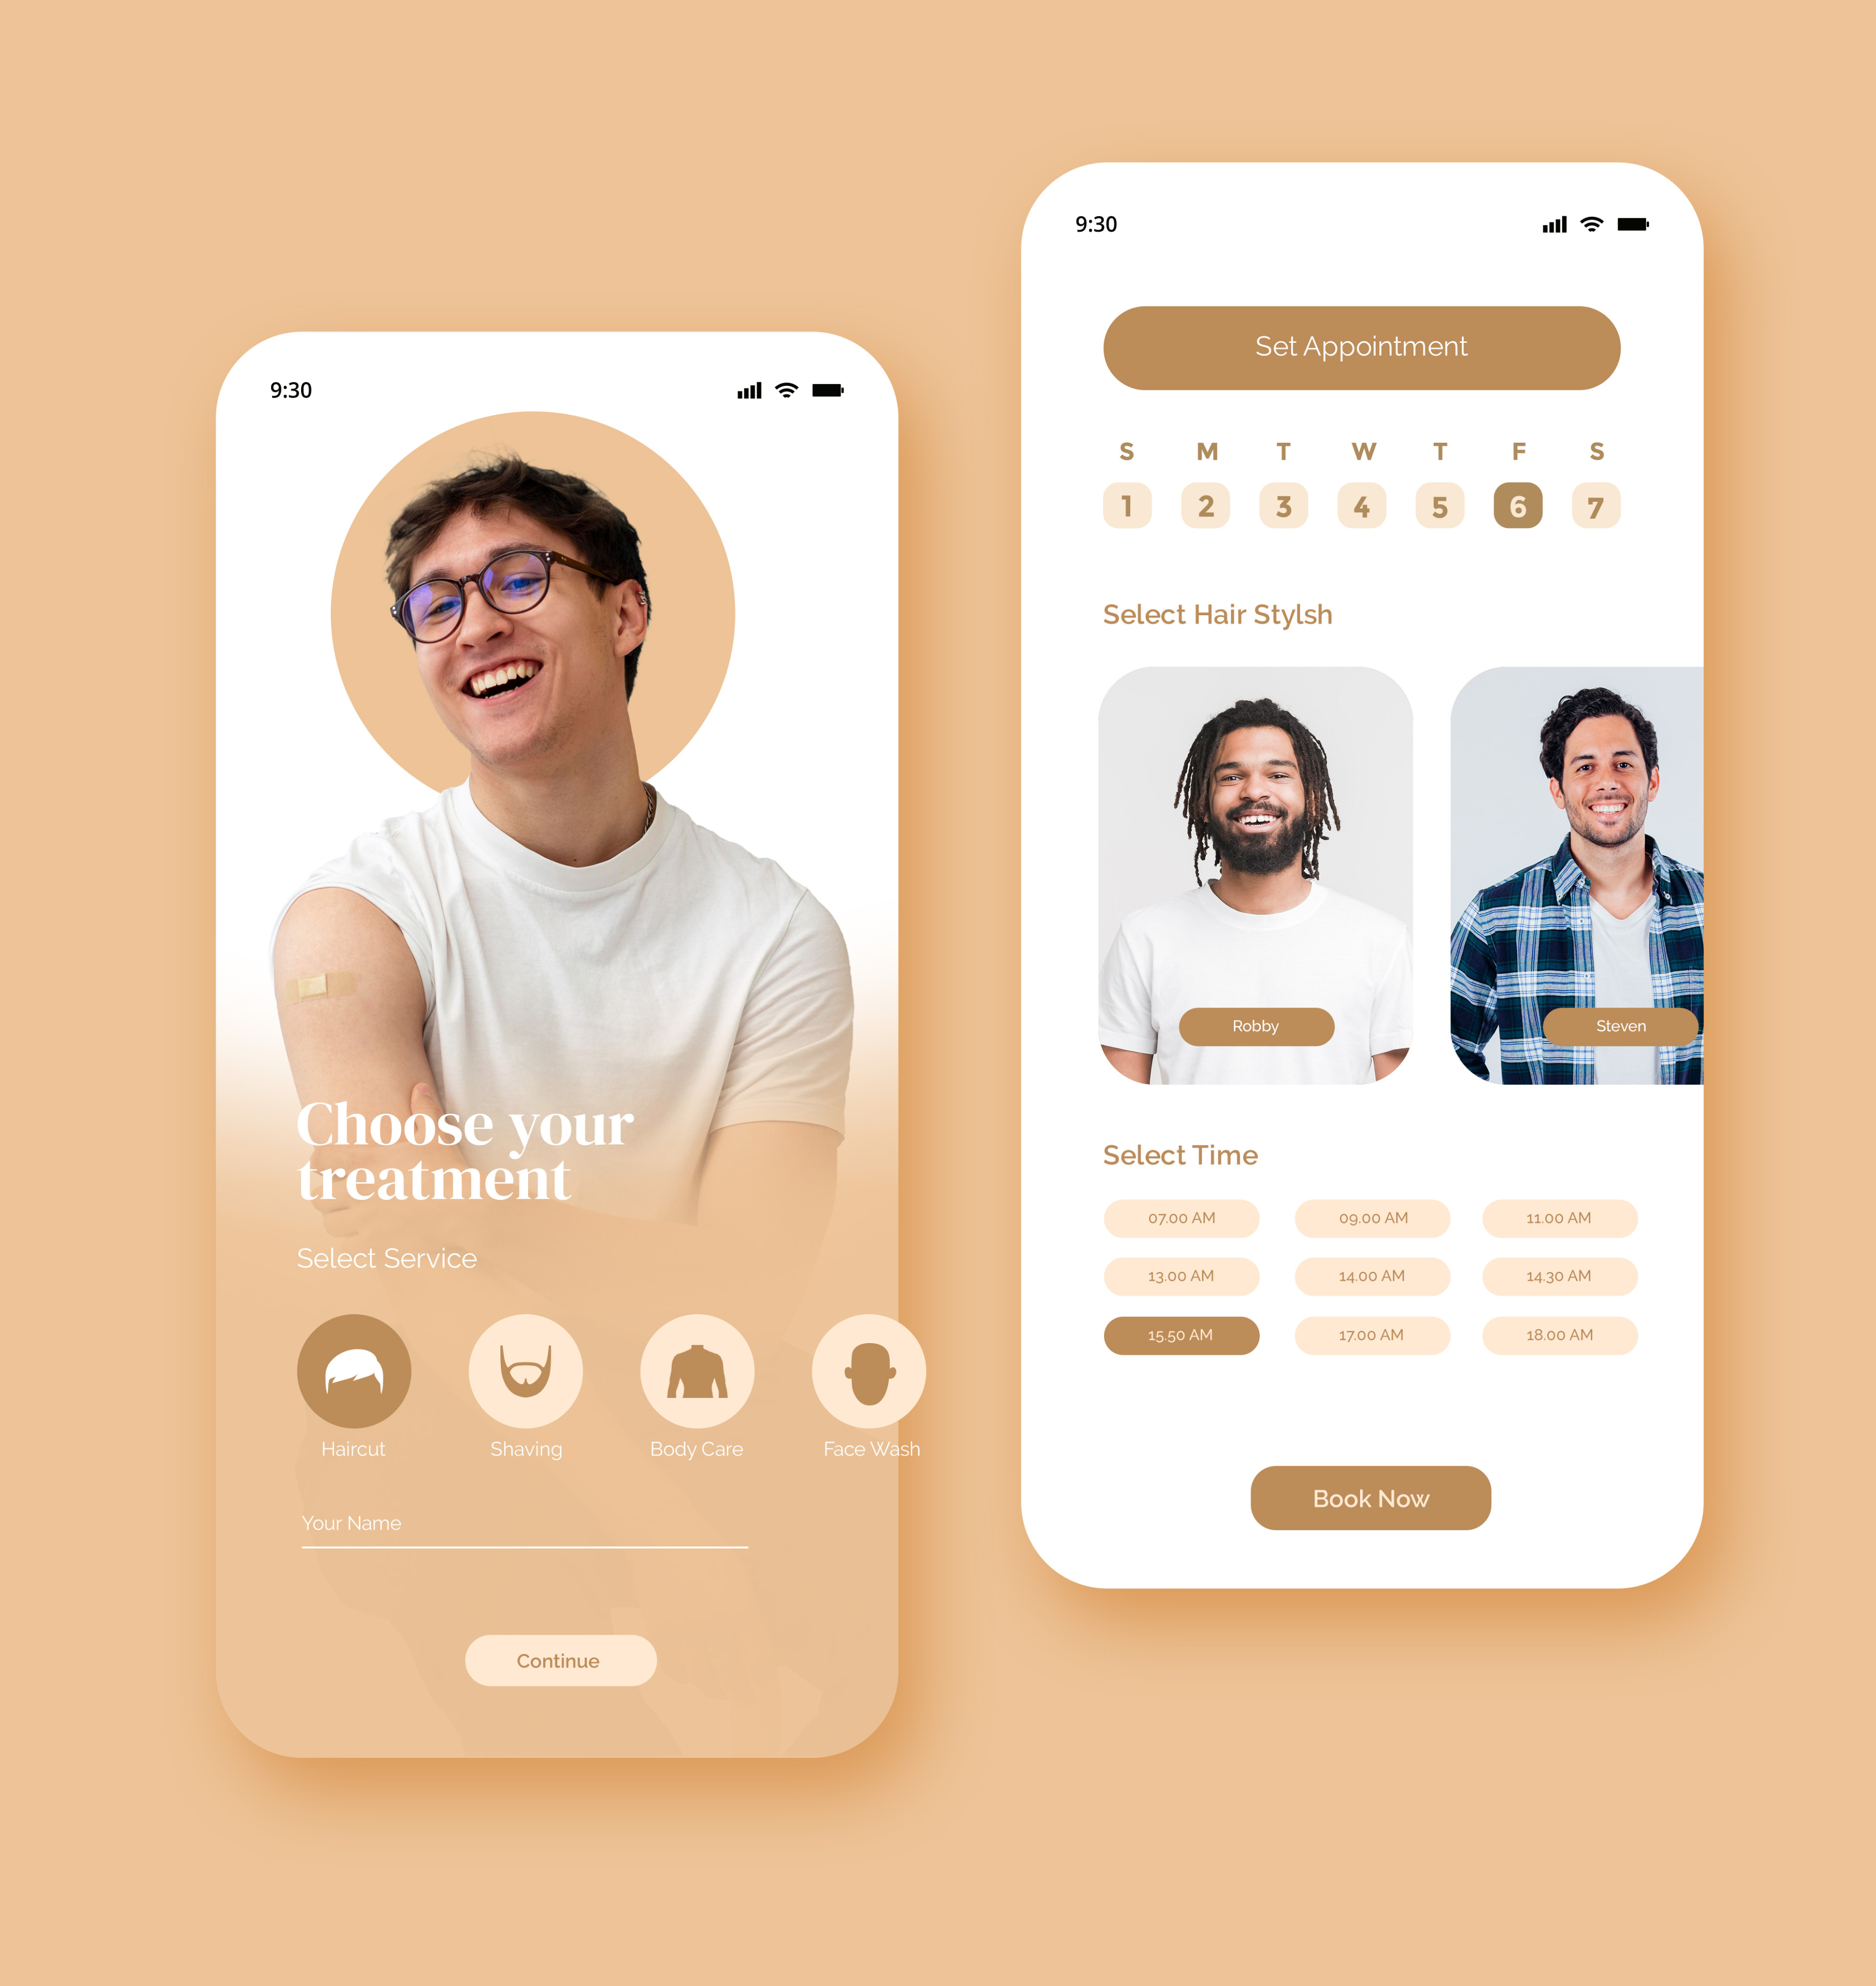 9:30
Choose your
treatment
Select Service
Haircut Shaving Body Care Face Wash
Your Name
Continue
9:30
Set Appointment
S M T W T F S
1 2 3 4 5 6 7
Select Hair Stylsh
Robby Steven
Select Time
07.00 AM 09.00 AM 11.00 AM
13.00 AM 14.00 AM 14.30 AM
15.50 AM 17.00 AM 18.00 AM
Book Now